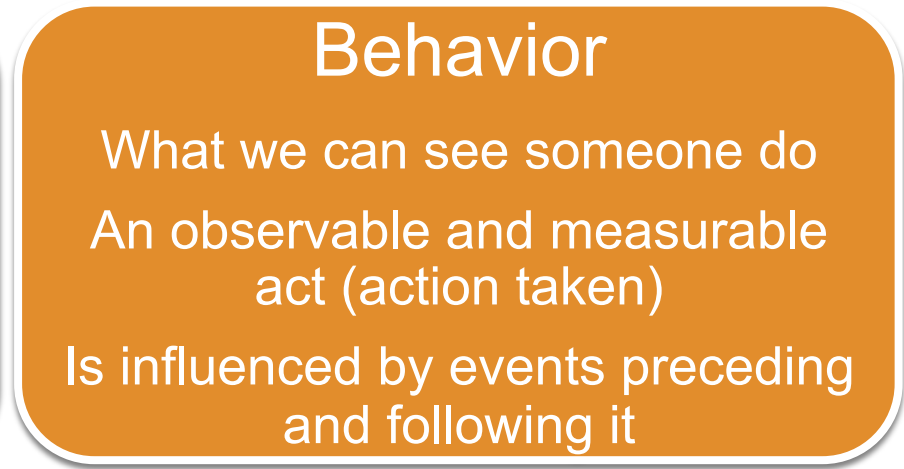 Behavior
What we can see someone do
An observable and measurable
act (action taken)
Is influenced by events preceding
and following it